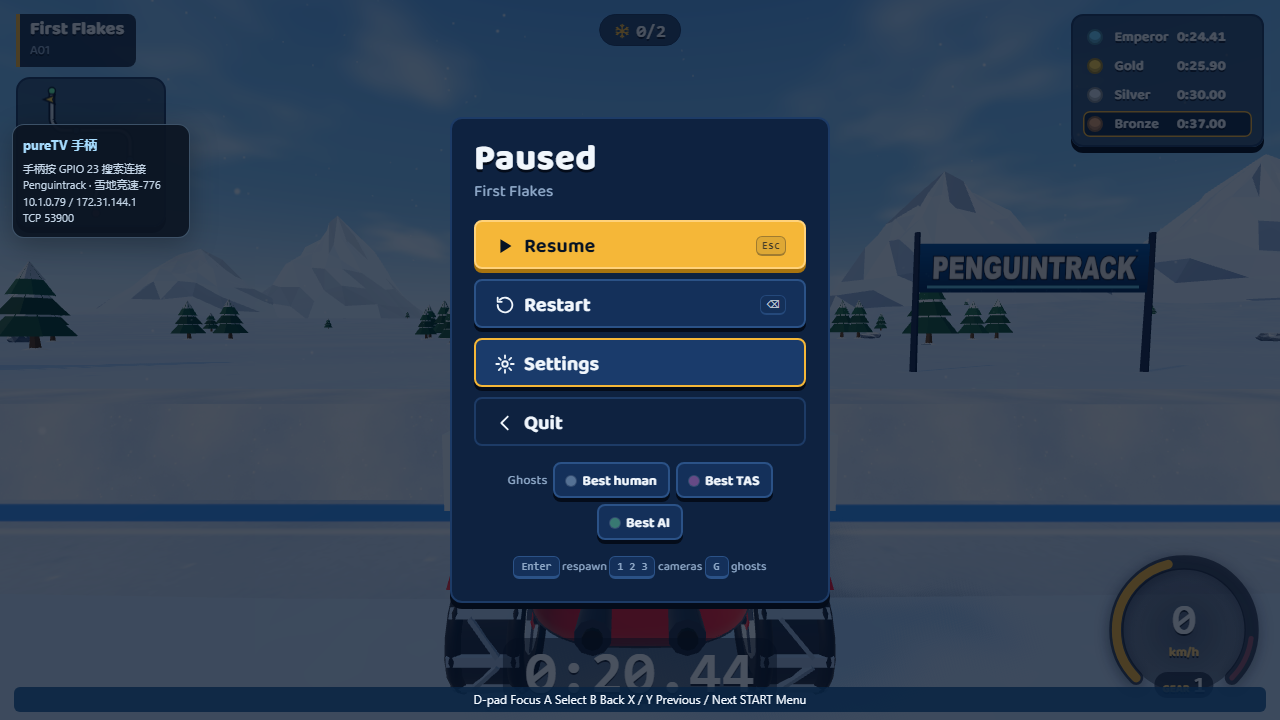 First Flakes
A01
0/2
Emperor 0:24.41
Gold 0:25.90
Silver 0:30.00
Bronze 0:37.00
pureTV 手柄
手柄按 GPIO 23 搜索连接
Penguintrack · 雪地竞速-776
10.1.0.79 / 172.31.144.1
TCP 53900
PENGUINTRACK
Paused
First Flakes
Resume Esc
Restart ⌫
Settings
Quit
Ghosts Best human Best TAS
Best AI
Enter respawn 1 2 3 cameras G ghosts
0
km/h
1
0:20.44
D-pad Focus A Select B Back X / Y Previous / Next START Menu